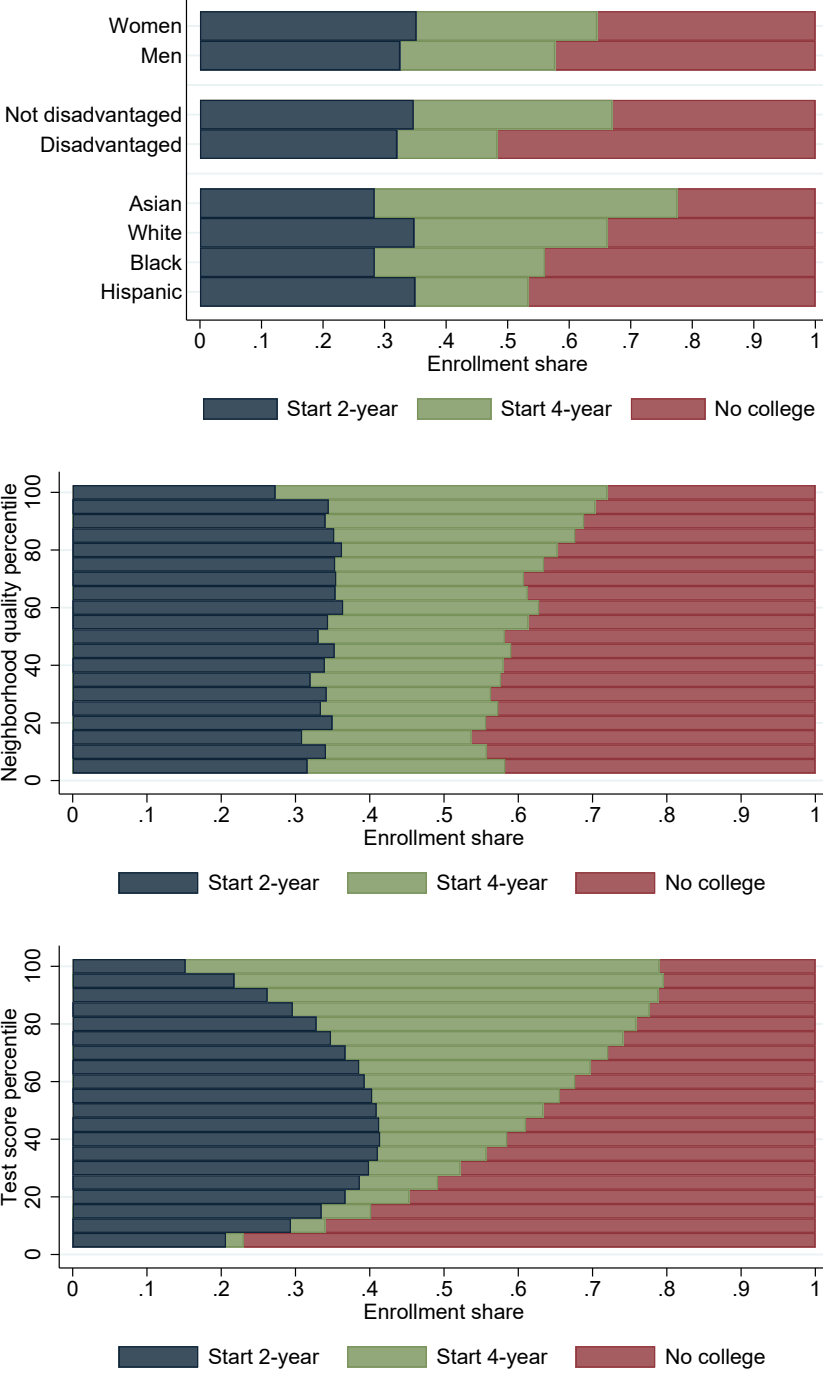 Women
Men
Not disadvantaged
Disadvantaged
Asian
White
Black
Hispanic
0 .1 .2 .3 .4 .5 .6 .7 .8 .9 1
Enrollment share
Start 2-year Start 4-year No college
Neighborhood quality percentile
100
80
60
40
20
0
0 .1 .2 .3 .4 .5 .6 .7 .8 .9 1
Enrollment share
Start 2-year Start 4-year No college
Test score percentile
100
80
60
40
20
0
0 .1 .2 .3 .4 .5 .6 .7 .8 .9 1
Enrollment share
Start 2-year Start 4-year No college